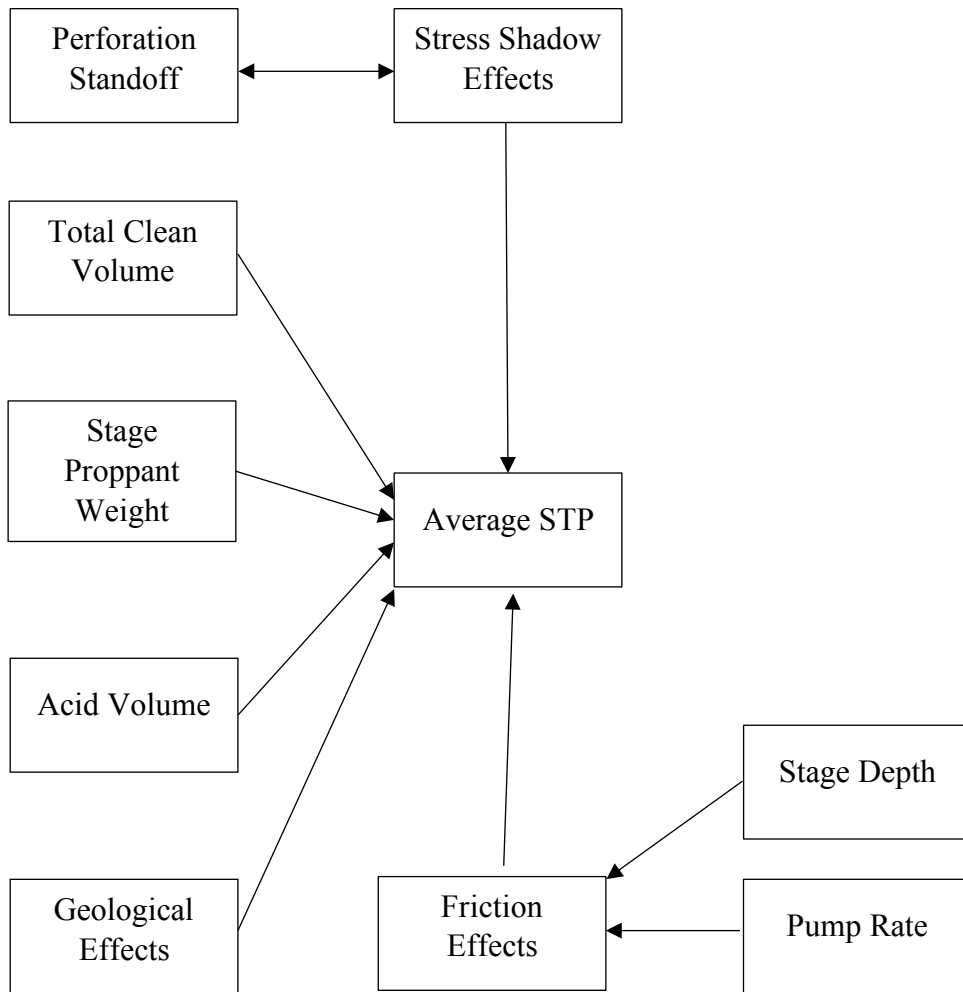 Perforation
Standoff
Stress Shadow
Effects
Total Clean
Volume
Stage
Proppant
Weight
Average STP
Acid Volume
Stage Depth
Geological
Effects
Friction
Effects
Pump Rate